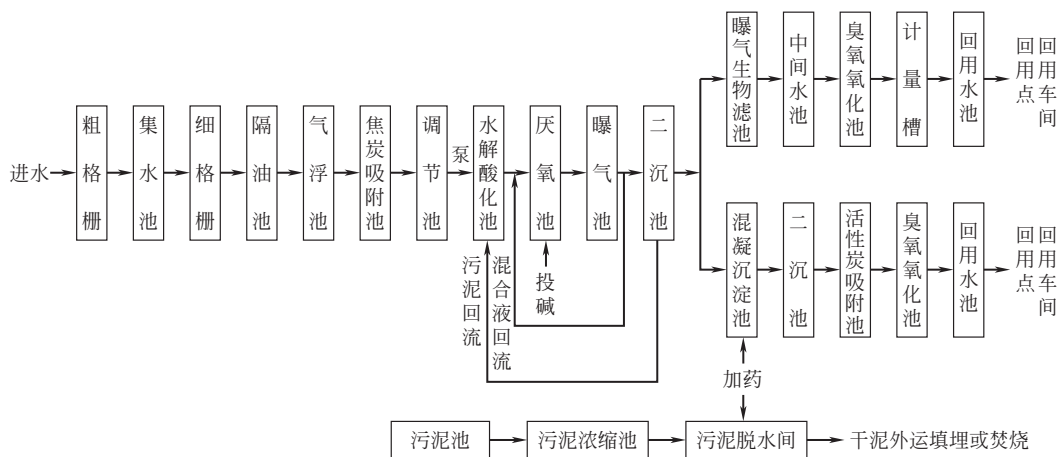 进水
粗格栅
集水池
细格栅
隔油池
气浮池
焦炭吸附池
调节池
泵
水解酸化池
厌氧池
曝气
二沉池
曝气生物滤池
中间水池
臭氧氧化池
计量槽
回用水池
回用点
回用车间
混凝沉淀池
二沉池
活性炭吸附池
臭氧氧化池
回用水池
回用点
回用车间
污泥回流
混合液回流
投碱
加药
污泥池
污泥浓缩池
污泥脱水间
干泥外运填埋或焚烧